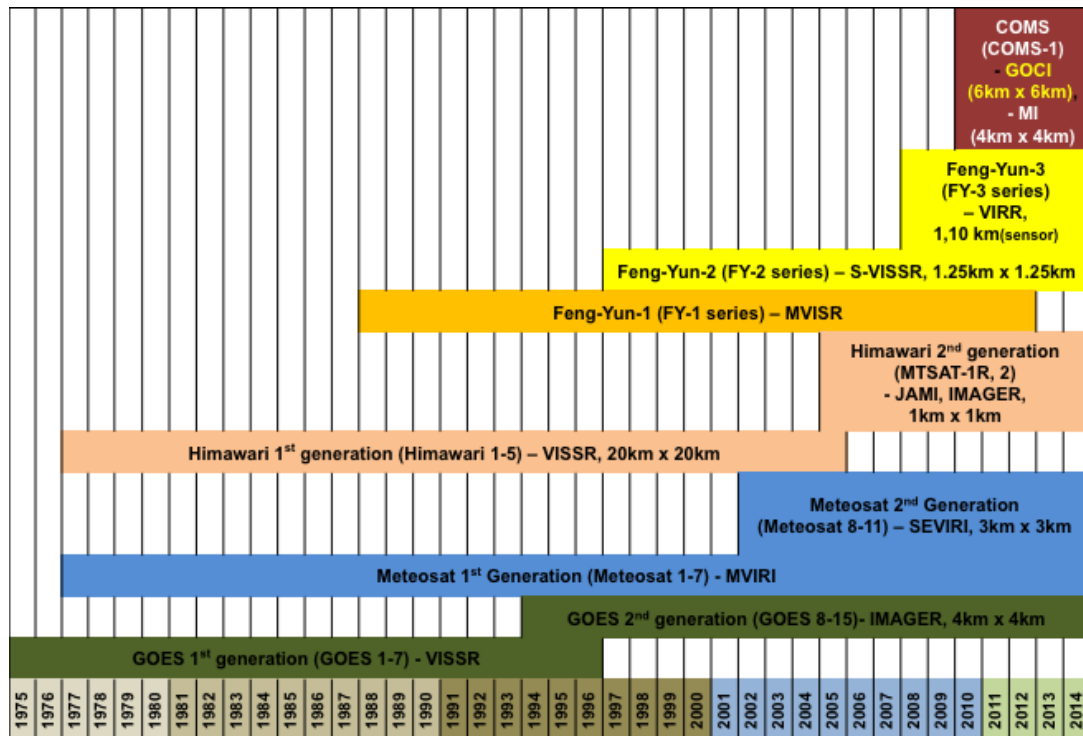 COMS
(COMS-1)
- GOCI
(6km x 6km),
- MI
(4km x 4km)
Feng-Yun-3
(FY-3 series)
– VIRR,
1,10 km(sensor)
Feng-Yun-2 (FY-2 series) – S-VISSR, 1.25km x 1.25km
Feng-Yun-1 (FY-1 series) – MVISR
Himawari 2nd generation
(MTSAT-1R, 2)
- JAMI, IMAGER,
1km x 1km
Himawari 1st generation (Himawari 1-5) – VISSR, 20km x 20km
Meteosat 2nd Generation
(Meteosat 8-11) – SEVIRI, 3km x 3km
Meteosat 1st Generation (Meteosat 1-7) - MVIRI
GOES 2nd generation (GOES 8-15)- IMAGER, 4km x 4km
GOES 1st generation (GOES 1-7) - VISSR
1975
1976
1977
1978
1979
1980
1981
1982
1983
1984
1985
1986
1987
1988
1989
1990
1991
1992
1993
1994
1995
1996
1997
1998
1999
2000
2001
2002
2003
2004
2005
2006
2007
2008
2009
2010
2011
2012
2013
2014